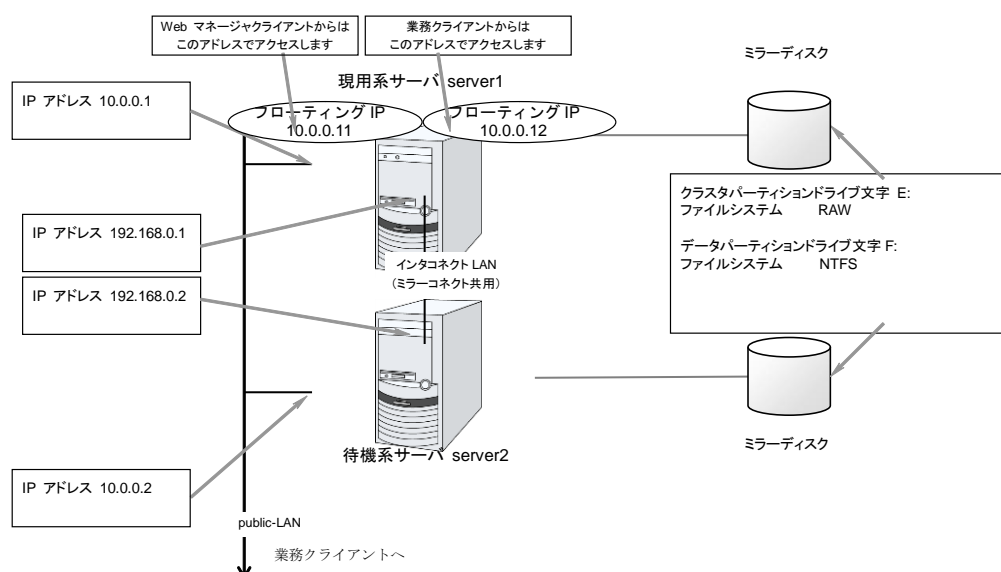 Web マネージャクライアントからは
このアドレスでアクセスします
業務クライアントからは
このアドレスでアクセスします
ミラーディスク
現用系サーバ server1
IP アドレス 10.0.0.1
フローティング IP
10.0.0.11
フローティング IP
10.0.0.12
クラスタパーティションドライブ文字 E:
ファイルシステム RAW
データパーティションドライブ文字 F:
ファイルシステム NTFS
IP アドレス 192.168.0.1
インタコネクト LAN
（ミラーコネクト共用）
IP アドレス 192.168.0.2
ミラーディスク
待機系サーバ server2
IP アドレス 10.0.0.2
public-LAN
業務クライアントへ